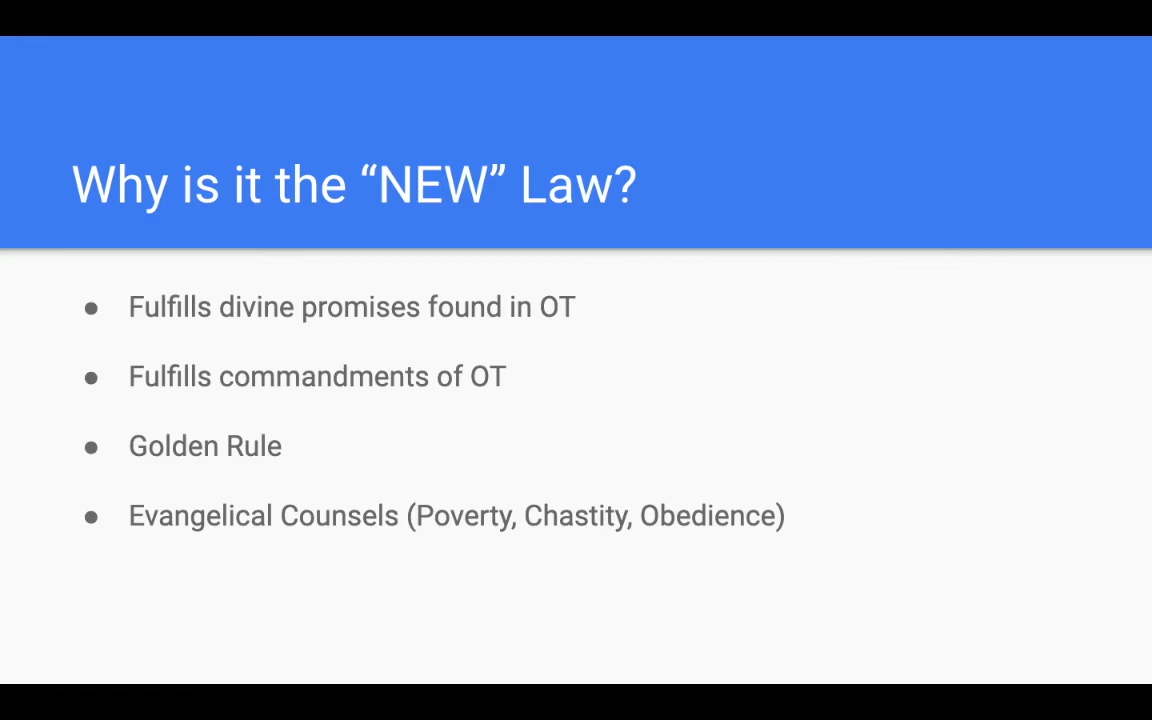 Why is it the “NEW” Law?
● Fulfills divine promises found in OT
● Fulfills commandments of OT
● Golden Rule
● Evangelical Counsels (Poverty, Chastity, Obedience)